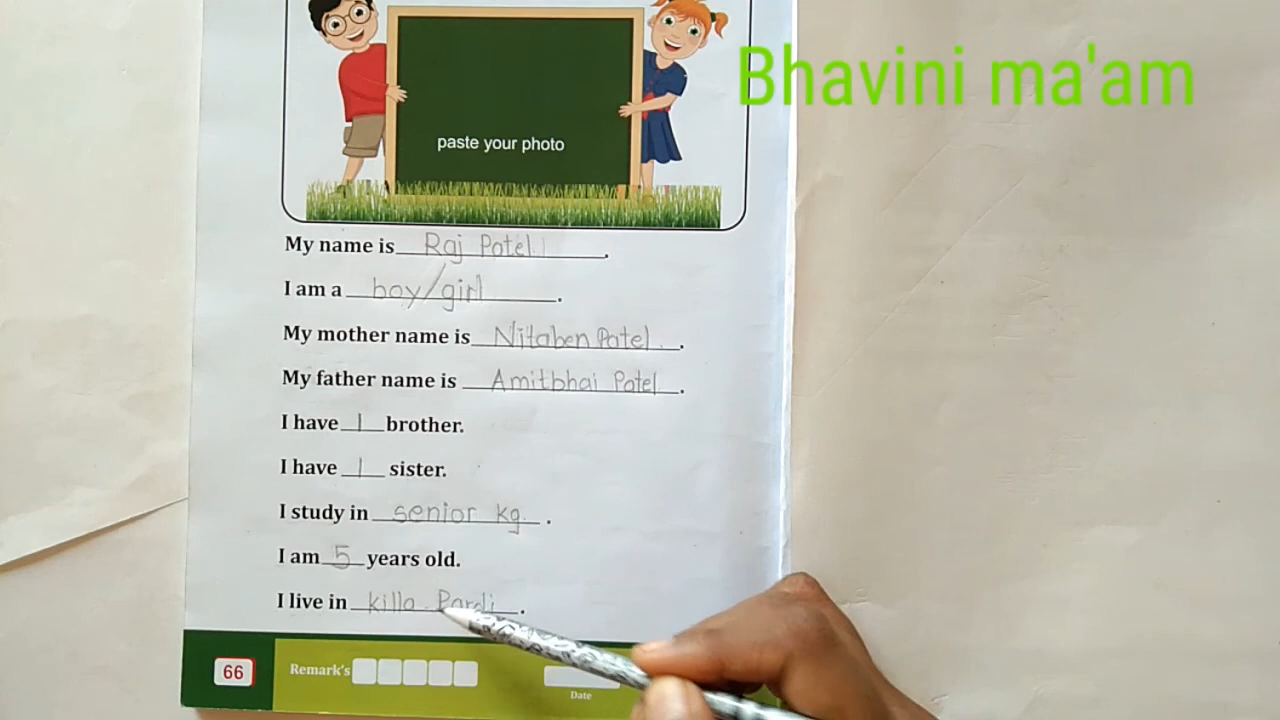 Bhavini ma'am
paste your photo
My name is Raj Patel.
I am a boy/girl.
My mother name is Nitaben Patel.
My father name is Amitbhai Patel.
I have 1 brother.
I have 1 sister.
I study in senior kg.
I am 5 years old.
I live in killa Pardi.
66 Remark's
Date